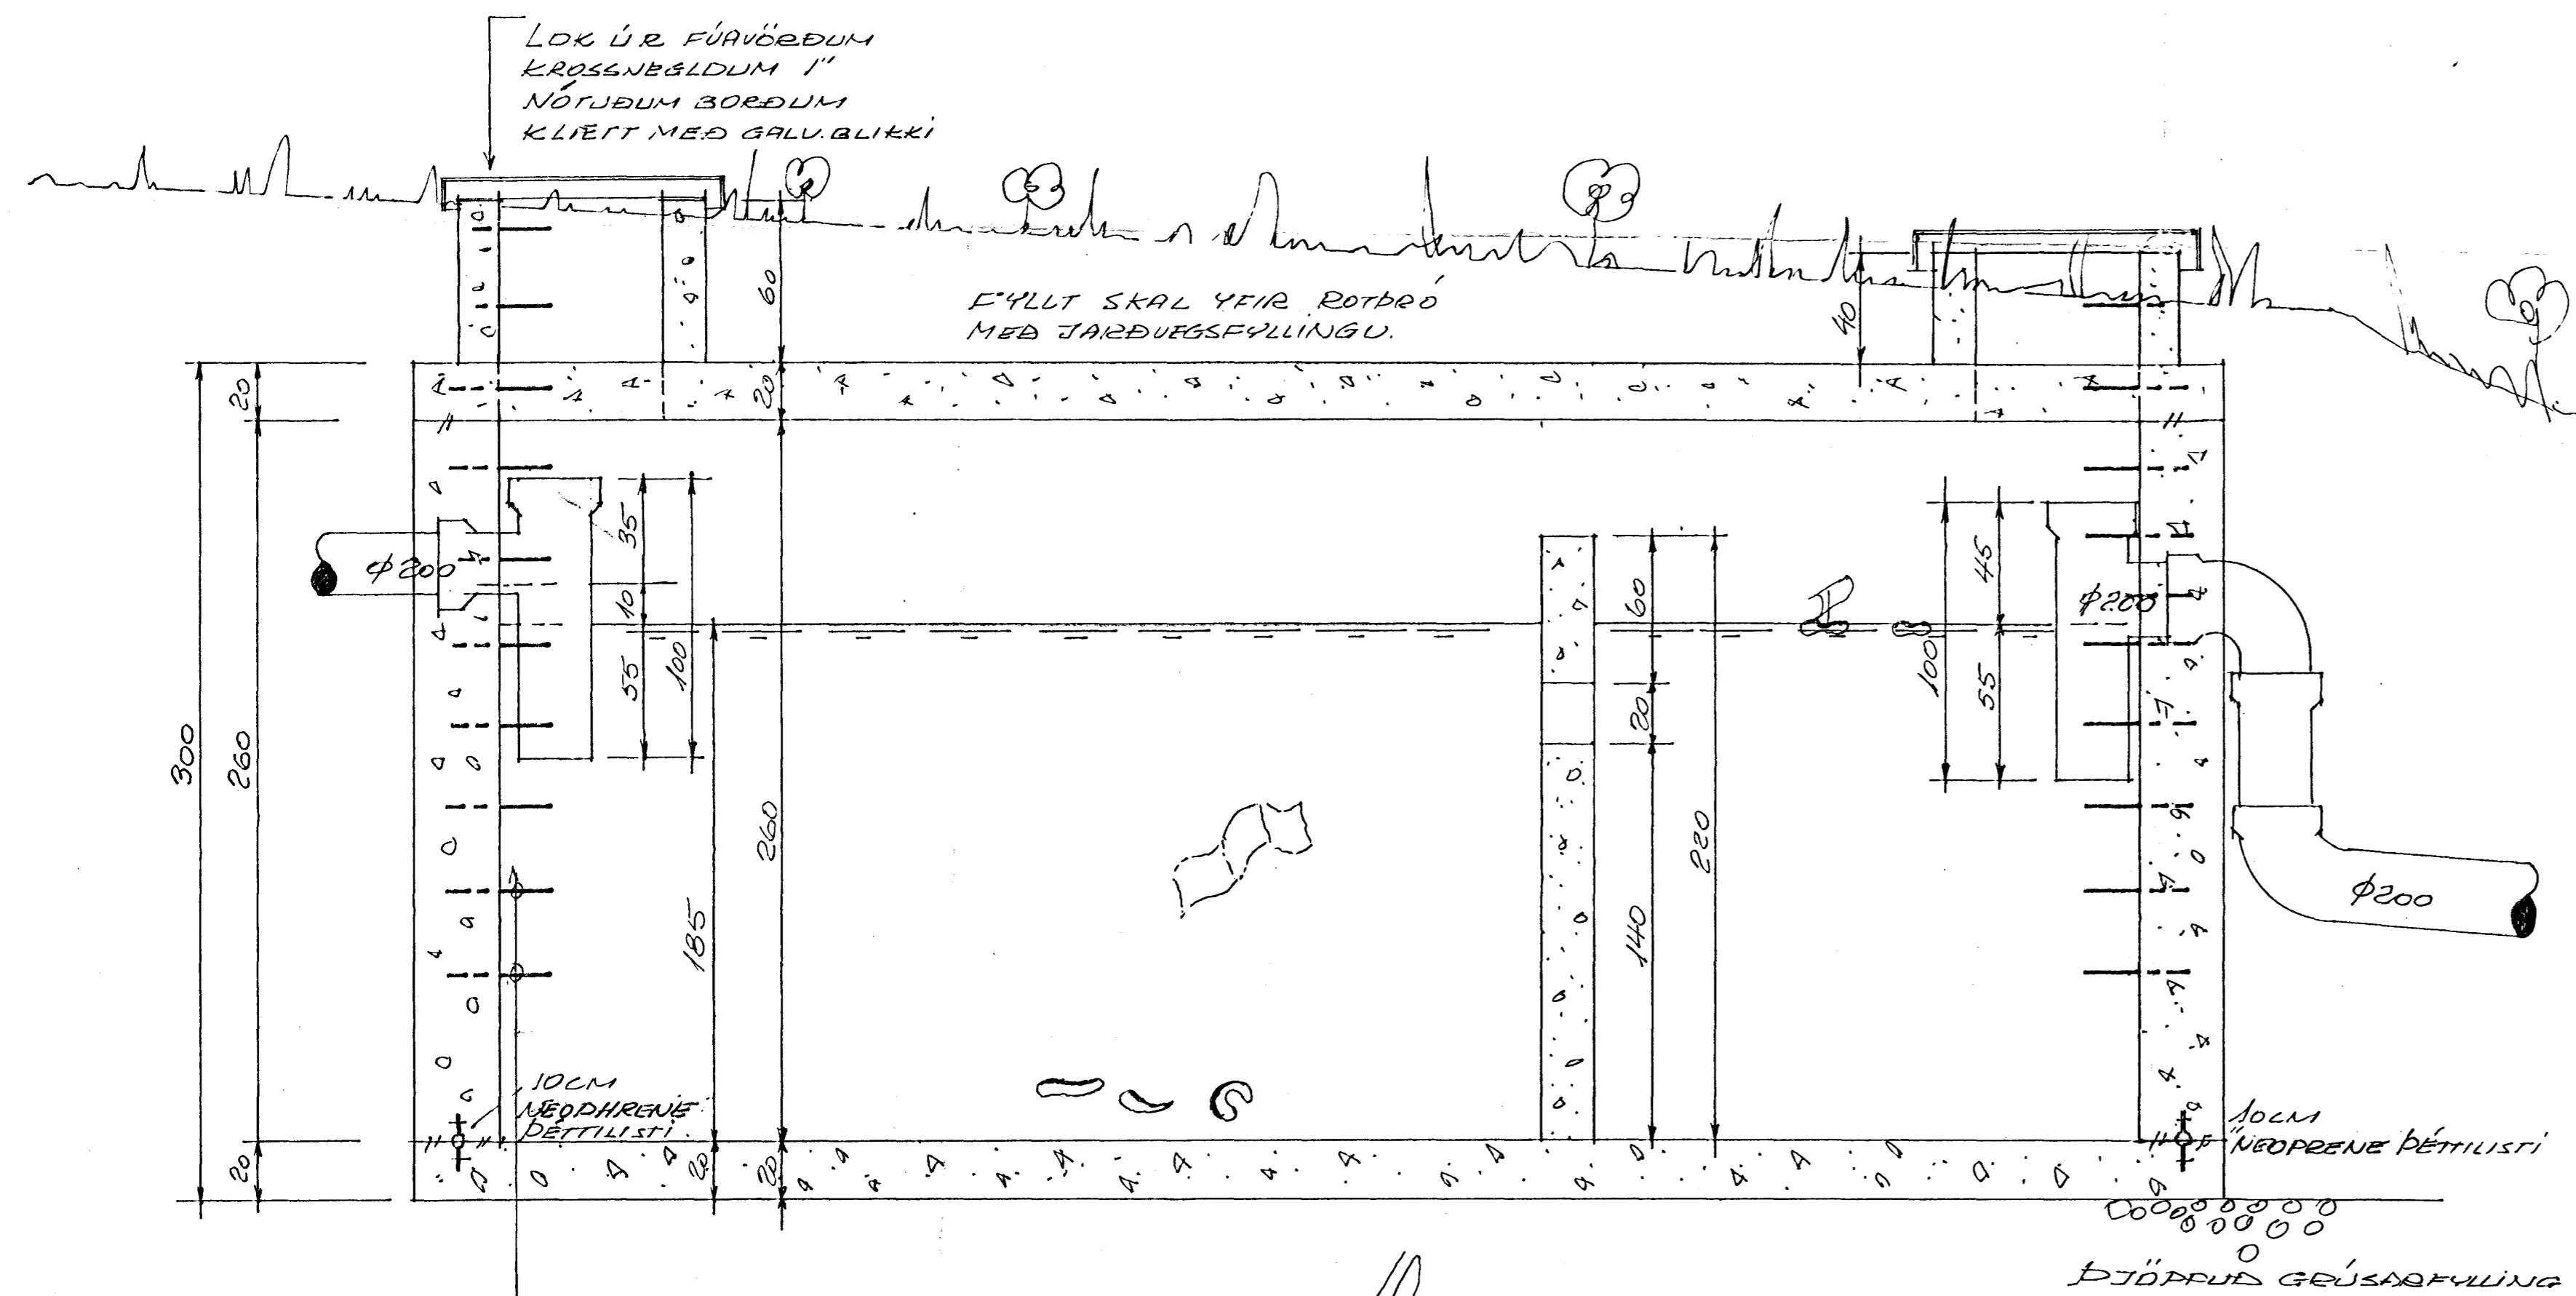 LOK ÚR FÚAVÖRÐUM
KROSSNEGLDUM 1"
NÓTUÐUM BORÐUM
KLÆTT MEÐ GALV. BLIKKI
FYLLT SKAL YFIR ROTÞRÓ
MEÐ JARÐVEGSFYLLINGU.
60
40
20
20
300
260
Φ200
35
10
55
100
185
260
60
20
140
220
100
45
55
Φ200
Φ200
10CM
NEOPHRENE
ÞÉTTILISTI.
10CM
NEOPRENE ÞÉTTILISTI
20
20
20
ÞJÖPPUÐ GRÚSARFYLLING